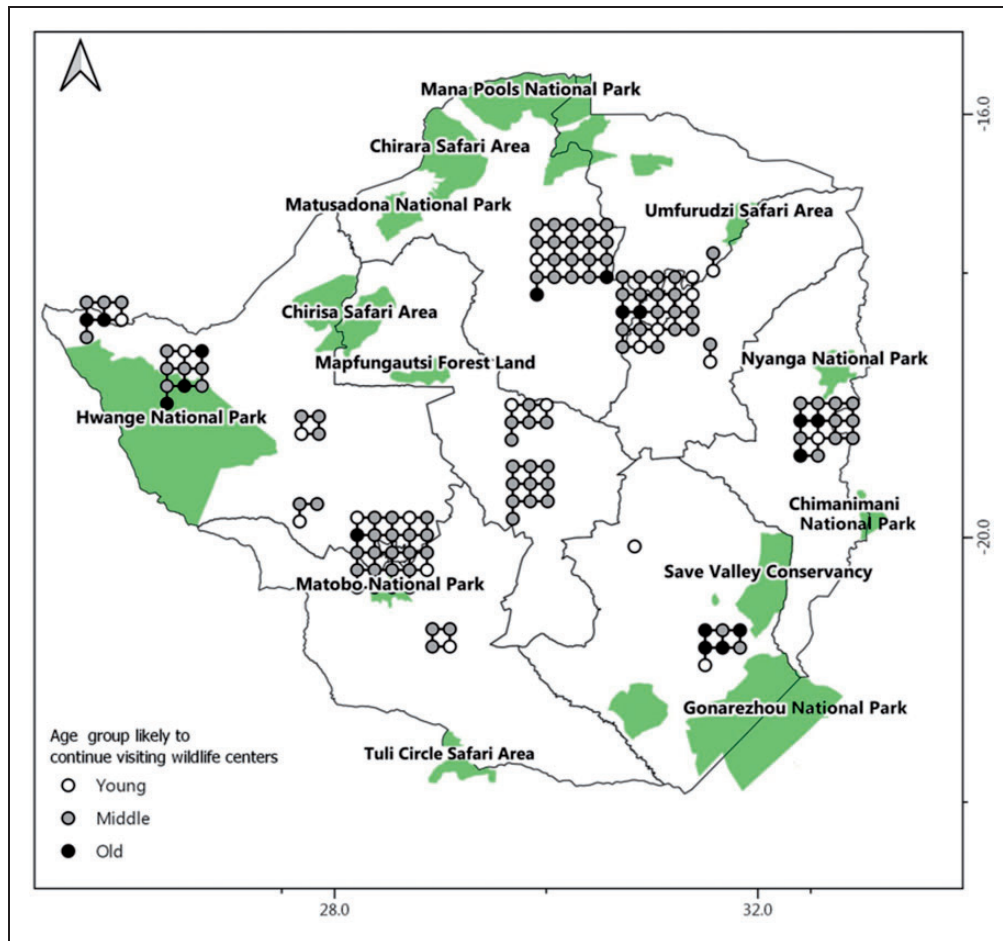 Mana Pools National Park
-16.0
Chirara Safari Area
Matusadona National Park
Umfurudzi Safari Area
Chirisa Safari Area
Mapfungautsi Forest Land
Nyanga National Park
Hwange National Park
Chimanimani
National Park
-20.0
Save Valley Conservancy
Matobo National Park
Gonarezhou National Park
Tuli Circle Safari Area
Age group likely to
continue visiting wildlife centers
Young
Middle
Old
28.0
32.0